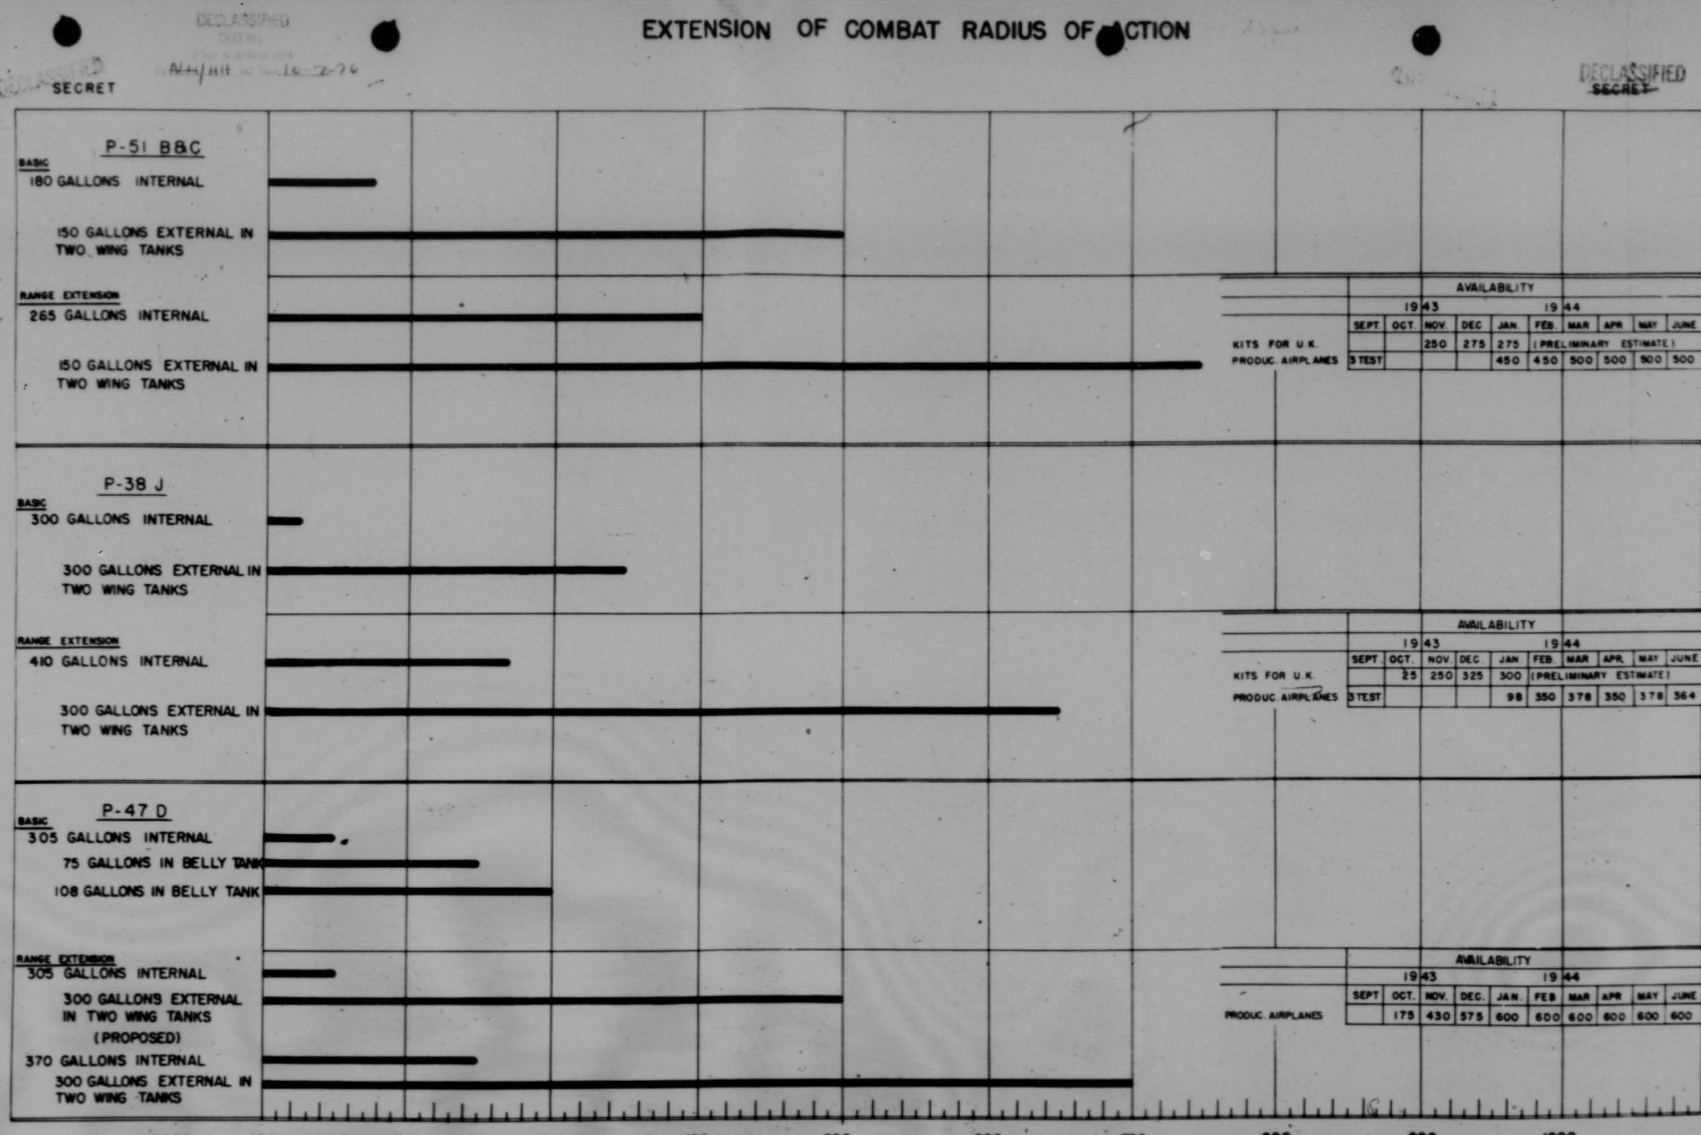 DECLASSIFIED
EXTENSION OF COMBAT RADIUS OF ACTION
DECLASSIFIED
DECLASSIFIED
SECRET
SECRET
P-51 B&C
BASIC
180 GALLONS INTERNAL
150 GALLONS EXTERNAL IN
TWO WING TANKS
RANGE EXTENSION
265 GALLONS INTERNAL
150 GALLONS EXTERNAL IN
TWO WING TANKS
AVAILABILITY
1943 1944
SEPT. OCT. NOV. DEC JAN. FEB. MAR APR MAY JUNE
KITS FOR U.K. 250 275 275 (PRELIMINARY ESTIMATE)
PRODUC. AIRPLANES 3 TEST 450 450 500 500 500 500
P-38 J
BASIC
300 GALLONS INTERNAL
300 GALLONS EXTERNAL IN
TWO WING TANKS
RANGE EXTENSION
410 GALLONS INTERNAL
300 GALLONS EXTERNAL IN
TWO WING TANKS
AVAILABILITY
1943 1944
SEPT. OCT. NOV. DEC. JAN FEB. MAR APR. MAY JUNE
KITS FOR U.K. 25 250 325 300 (PRELIMINARY ESTIMATE)
PRODUC. AIRPLANES 3 TEST 98 350 378 350 378 364
P-47 D
BASIC
305 GALLONS INTERNAL
75 GALLONS IN BELLY TANK
108 GALLONS IN BELLY TANK
RANGE EXTENSION
305 GALLONS INTERNAL
300 GALLONS EXTERNAL
IN TWO WING TANKS
(PROPOSED)
370 GALLONS INTERNAL
300 GALLONS EXTERNAL IN
TWO WING TANKS
AVAILABILITY
1943 1944
SEPT OCT. NOV. DEC. JAN. FEB MAR APR MAY JUNE
PRODUC. AIRPLANES 175 430 575 600 600 600 600 600 600